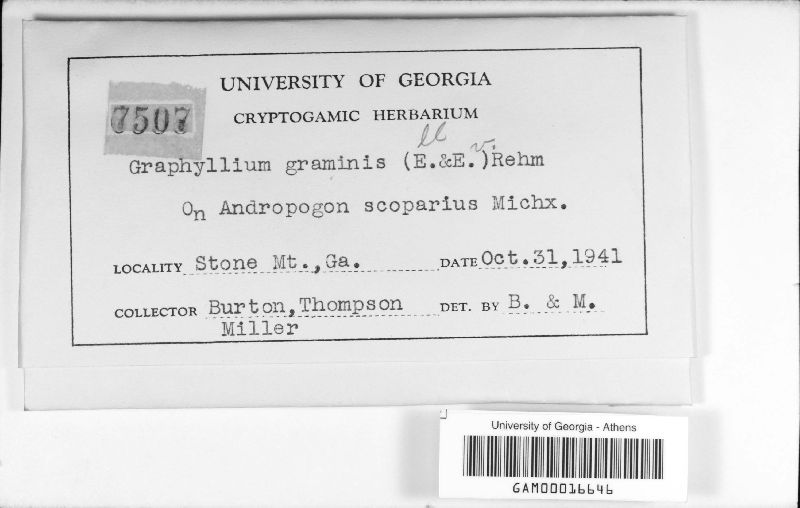 UNIVERSITY OF GEORGIA
7507
CRYPTOGAMIC HERBARIUM
ll v.
Graphyllium graminis (E.&E.)Rehm
On Andropogon scoparius Michx.
LOCALITY Stone Mt.,Ga. DATE Oct.31,1941
COLLECTOR Burton,Thompson DET. BY B. & M.
Miller
University of Georgia - Athens
GAM00016646